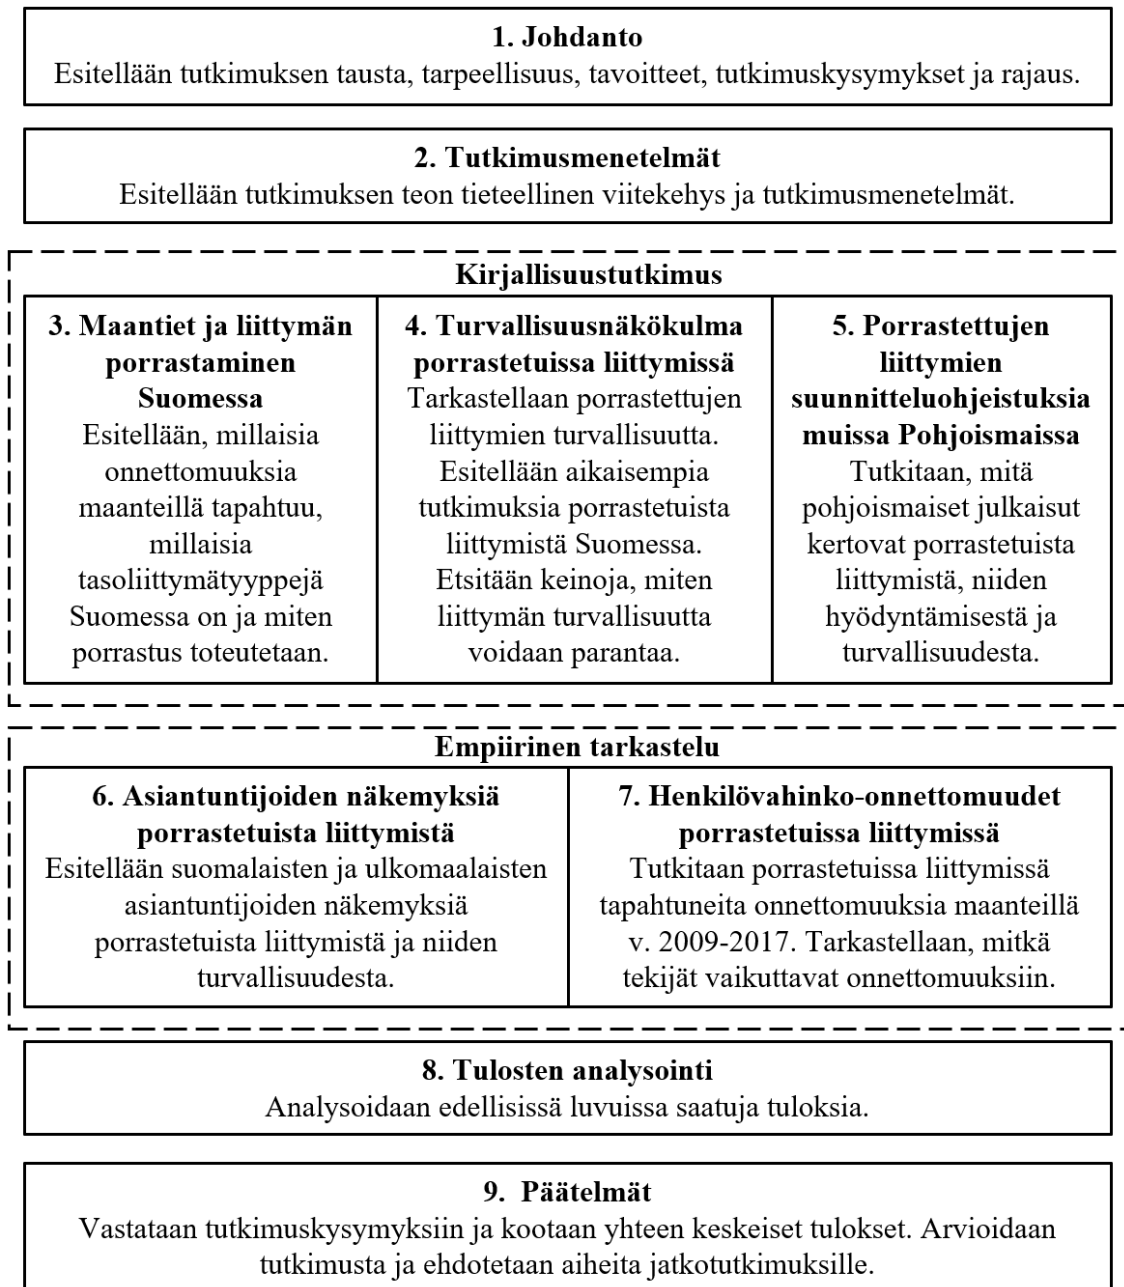 1. Johdanto
Esitellään tutkimuksen tausta, tarpeellisuus, tavoitteet, tutkimuskysymykset ja rajaus.
2. Tutkimusmenetelmät
Esitellään tutkimuksen teon tieteellinen viitekehys ja tutkimusmenetelmät.
Kirjallisuustutkimus
3. Maantiet ja liittymän
porrastaminen
Suomessa
Esitellään, millaisia
onnettomuuksia
maanteillä tapahtuu,
millaisia
tasoliittymätyyppejä
Suomessa on ja miten
porrastus toteutetaan.
4. Turvallisuusnäkökulma
porrastetuissa liittymissä
Tarkastellaan porrastettujen
liittymien turvallisuutta.
Esitellään aikaisempia
tutkimuksia porrastetuista
liittymistä Suomessa.
Etsitään keinoja, miten
liittymän turvallisuutta
voidaan parantaa.
5. Porrastettujen
liittymien
suunnitteluohjeistuksia
muissa Pohjoismaissa
Tutkitaan, mitä
pohjoismaiset julkaisut
kertovat porrastetuista
liittymistä, niiden
hyödyntämisestä ja
turvallisuudesta.
Empiirinen tarkastelu
6. Asiantuntijoiden näkemyksiä
porrastetuista liittymistä
Esitellään suomalaisten ja ulkomaalaisten
asiantuntijoiden näkemyksiä
porrastetuista liittymistä ja niiden
turvallisuudesta.
7. Henkilövahinko-onnettomuudet
porrastetuissa liittymissä
Tutkitaan porrastetuissa liittymissä
tapahtuneita onnettomuuksia maanteillä
v. 2009-2017. Tarkastellaan, mitkä
tekijät vaikuttavat onnettomuuksiin.
8. Tulosten analysointi
Analysoidaan edellisissä luvuissa saatuja tuloksia.
9. Päätelmät
Vastataan tutkimuskysymyksiin ja kootaan yhteen keskeiset tulokset. Arvioidaan
tutkimusta ja ehdotetaan aiheita jatkotutkimuksille.